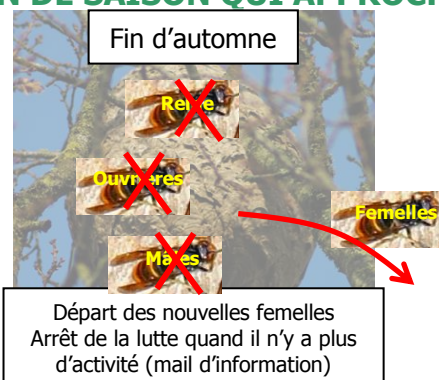 N DE SAISON QUI APPROCH
Fin d’automne
Reine
Ouvrières
Femelles
Mâles
Départ des nouvelles femelles
Arrêt de la lutte quand il n’y a plus
d’activité (mail d’information)